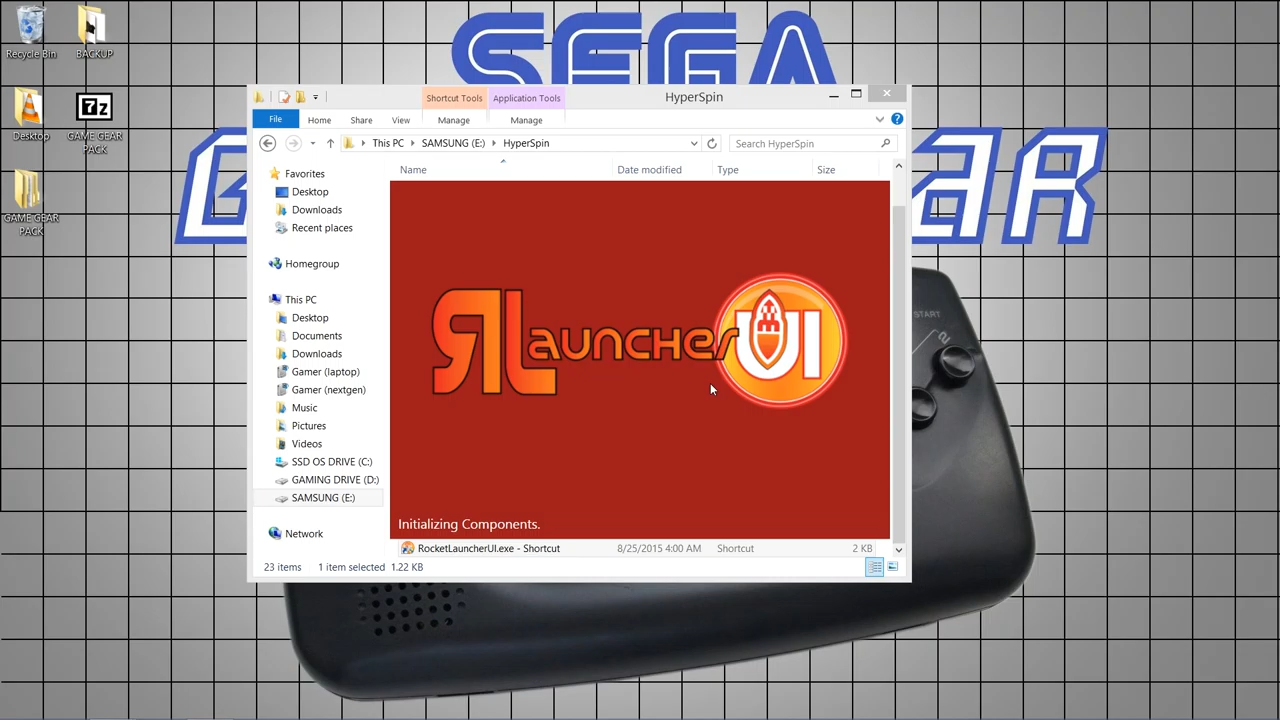 Recycle Bin
BACKUP
Desktop
GAME GEAR
PACK
GAME GEAR
PACK
SEGA
START
2
Shortcut Tools
Application Tools
HyperSpin
File
Home
Share
View
Manage
Manage
This PC
SAMSUNG (E:)
HyperSpin
Search HyperSpin
Name
Date modified
Type
Size
Favorites
Desktop
Downloads
Recent places
Homegroup
This PC
Desktop
Documents
Downloads
Gamer (laptop)
Gamer (nextgen)
Music
Pictures
Videos
SSD OS DRIVE (C:)
GAMING DRIVE (D:)
SAMSUNG (E:)
Network
RLauncher UI
Initializing Components.
RocketLauncherUI.exe - Shortcut
8/25/2015 4:00 AM
Shortcut
2 KB
23 items
1 item selected
1.22 KB